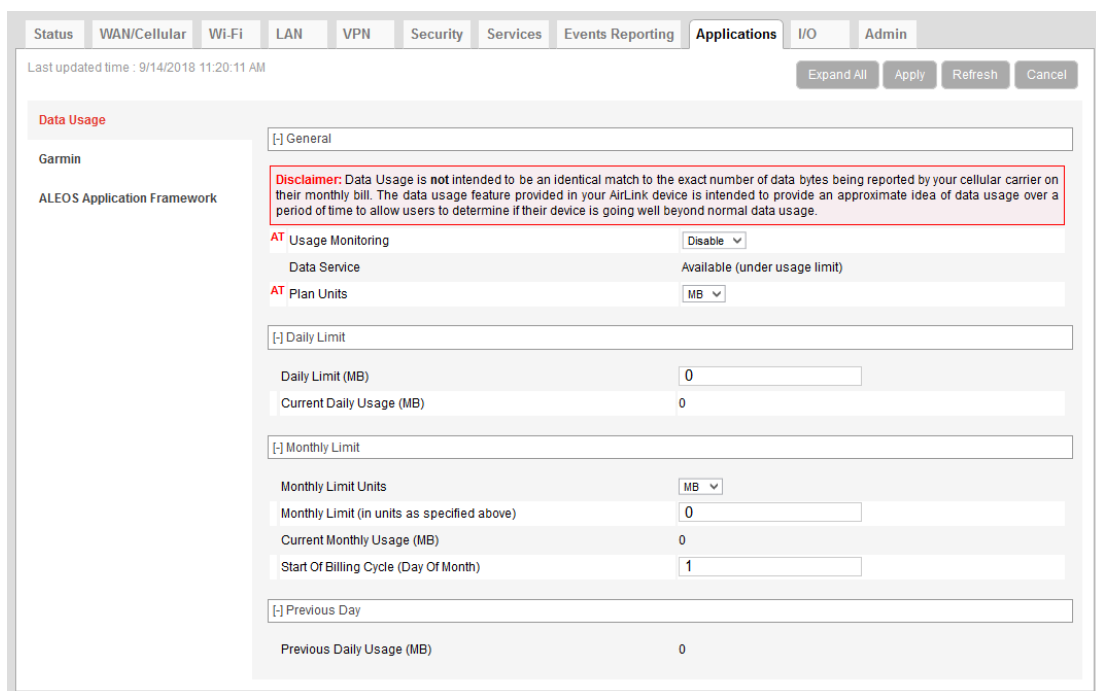 Status WAN/Cellular Wi-Fi LAN VPN Security Services Events Reporting Applications I/O Admin
Last updated time : 9/14/2018 11:20:11 AM
Expand All Apply Refresh Cancel
Data Usage
Garmin
ALEOS Application Framework
[-] General
Disclaimer: Data Usage is not intended to be an identical match to the exact number of data bytes being reported by your cellular carrier on
their monthly bill. The data usage feature provided in your AirLink device is intended to provide an approximate idea of data usage over a
period of time to allow users to determine if their device is going well beyond normal data usage.
AT Usage Monitoring Disable
Data Service Available (under usage limit)
AT Plan Units MB
[-] Daily Limit
Daily Limit (MB) 0
Current Daily Usage (MB) 0
[-] Monthly Limit
Monthly Limit Units MB
Monthly Limit (in units as specified above) 0
Current Monthly Usage (MB) 0
Start Of Billing Cycle (Day Of Month) 1
[-] Previous Day
Previous Daily Usage (MB) 0